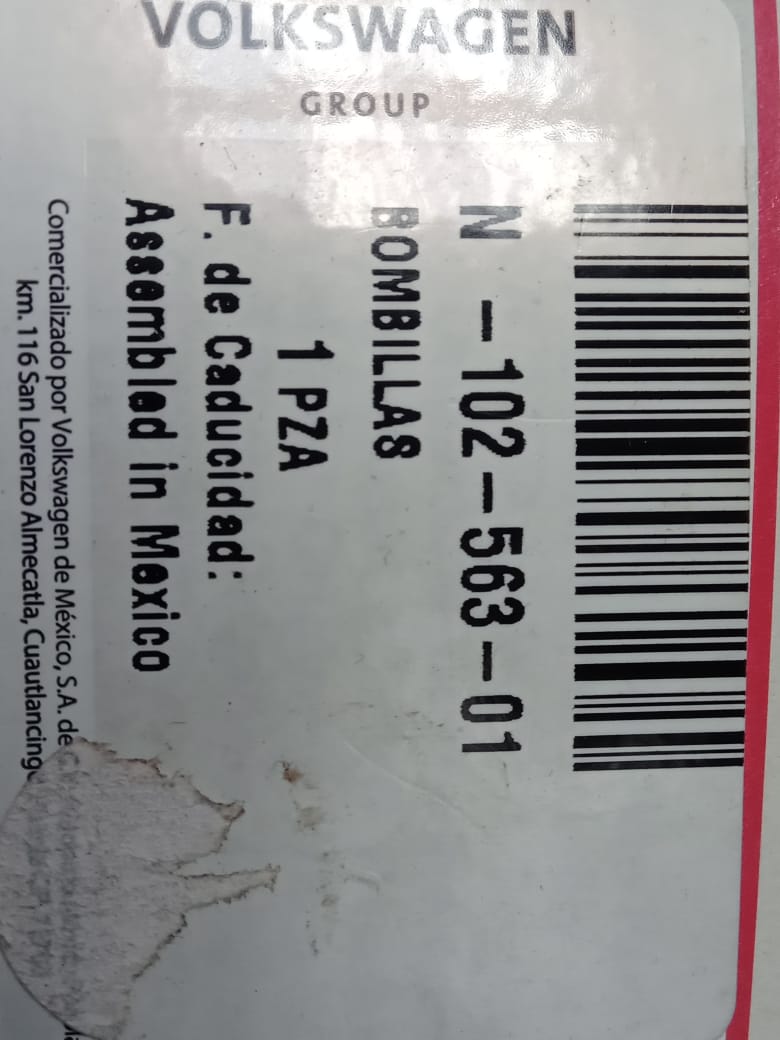 VOLKSWAGEN
GROUP
N -102-563-01
BOMBILLAS
1 PZA
F. de Caducidad:
Assembled in Mexico
Comercializado por Volkswagen de México, S.A. de
km. 116 San Lorenzo Almecatla, Cuautlancingo